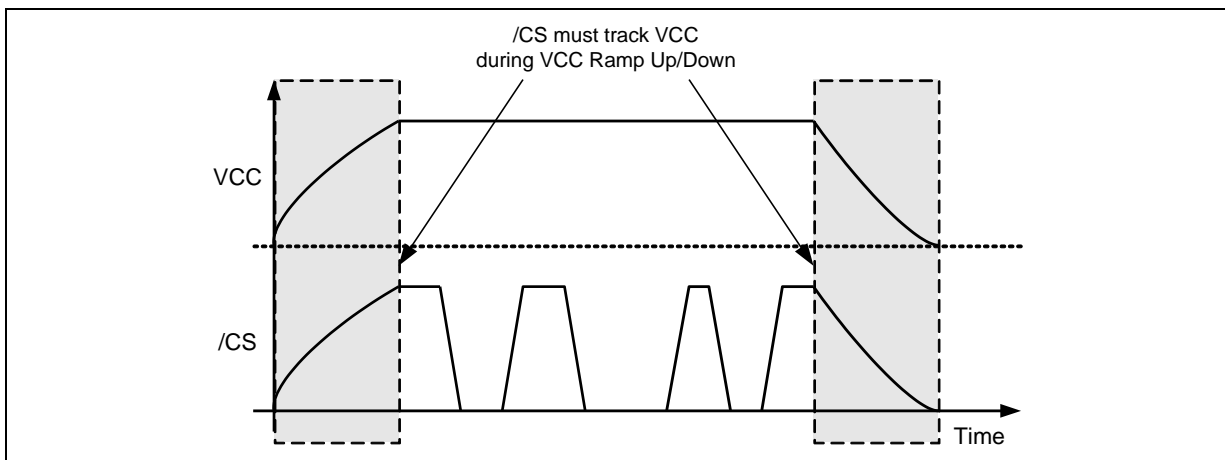 /CS must track VCC
during VCC Ramp Up/Down
VCC
/CS
Time